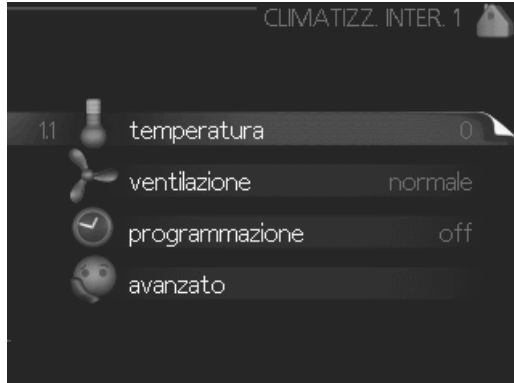 CLIMATIZZ. INTER. 1
1.1 temperatura 0
ventilazione normale
programmazione off
avanzato